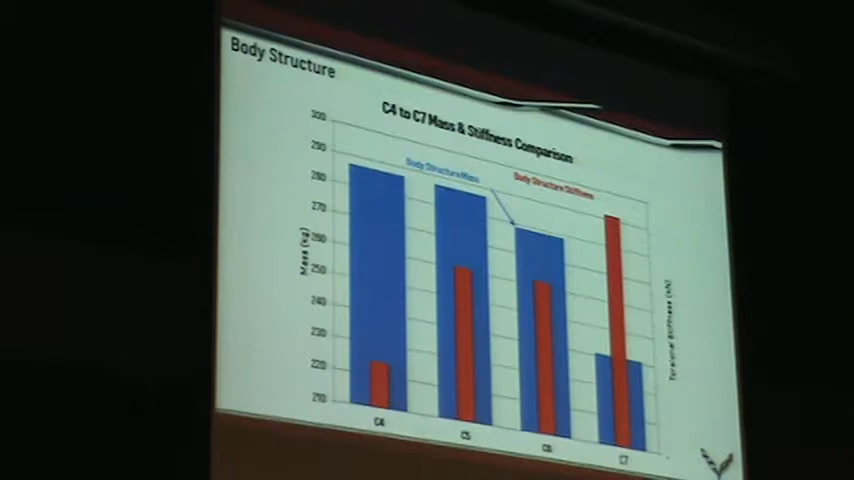 Body Structure
C4 to C7 Mass & Stiffness Comparison
300
290
280
270
260
250
240
230
220
210
Mass (kg)
Body Structure Mass
Body Structure Stiffness
Torsional Stiffness (kN)
C4
C5
C6
C7